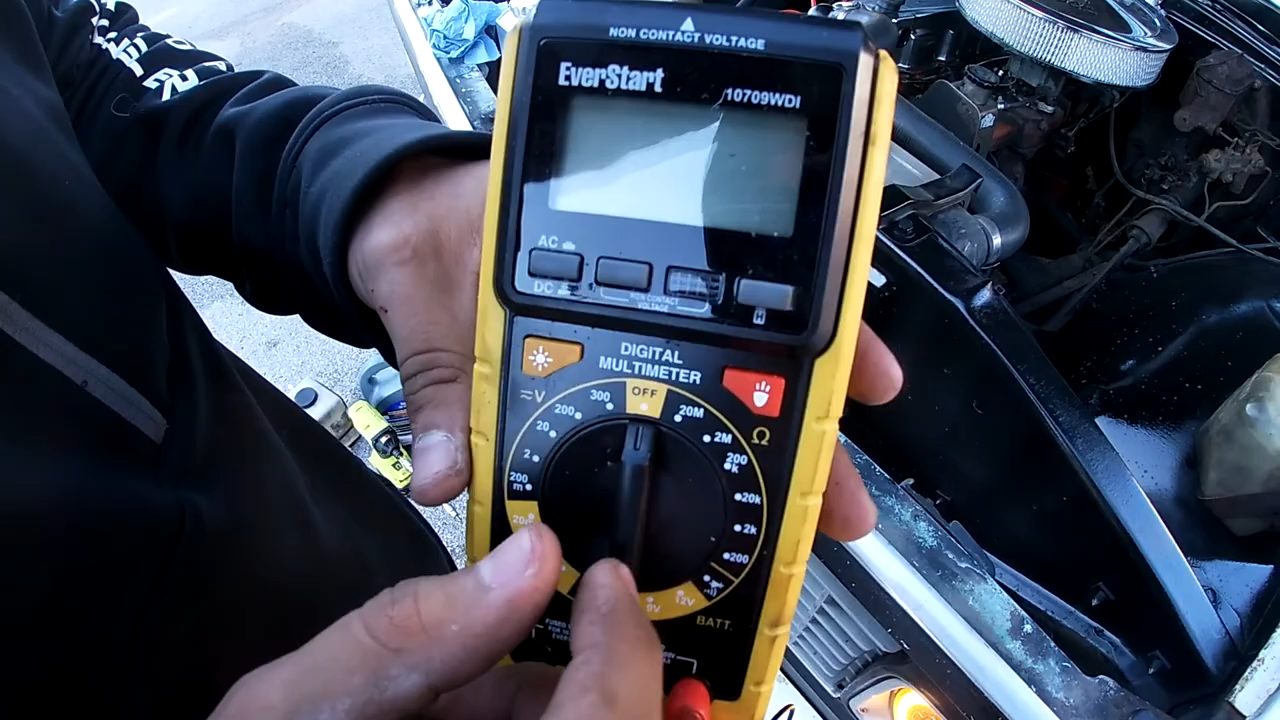 NON CONTACT VOLTAGE
EverStart
10709WDI
AC
DC
NON CONTACT
VOLTAGE
H
DIGITAL
MULTIMETER
V
OFF
300
200
20
2
200
m
20M
2M
200
k
20k
2k
200
Ω
12V
9V
BATT.